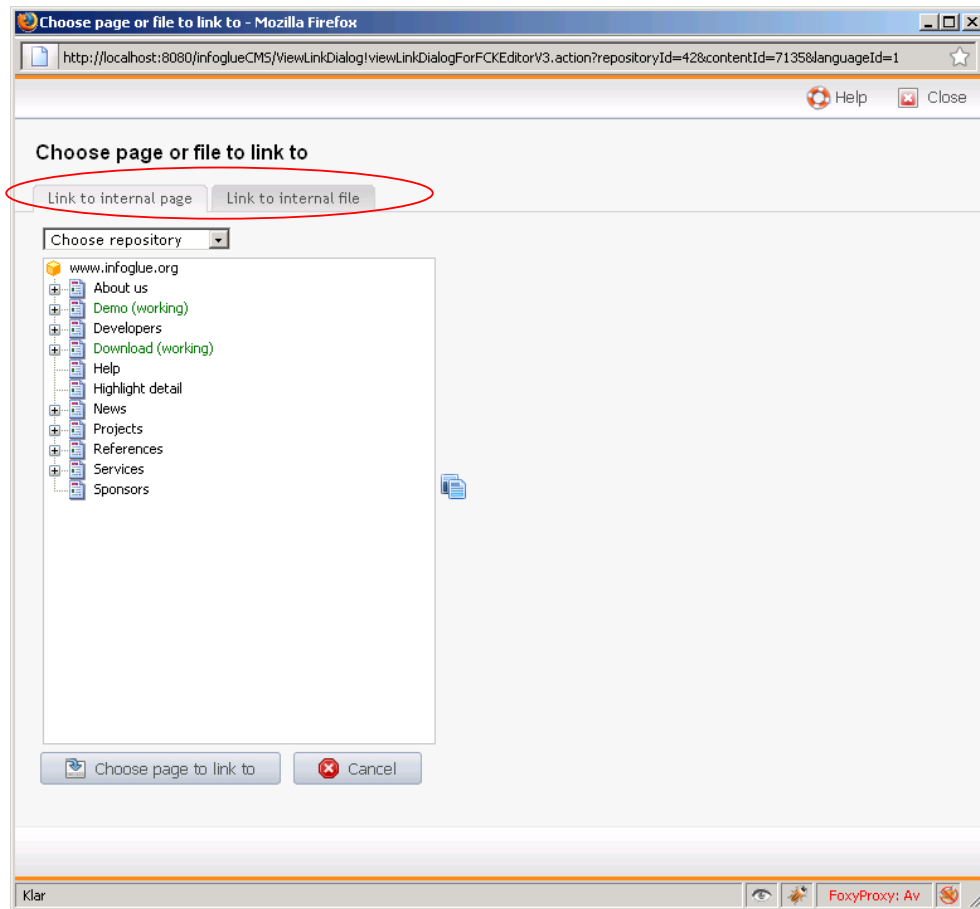 Choose page or file to link to - Mozilla Firefox
http://localhost:8080/infoglueCMS/ViewLinkDialog!viewLinkDialogForFCKEditorV3.action?repositoryId=42&contentId=7135&languageId=1
Help Close
Choose page or file to link to
Link to internal page Link to internal file
Choose repository
www.infoglue.org
About us
Demo (working)
Developers
Download (working)
Help
Highlight detail
News
Projects
References
Services
Sponsors
Choose page to link to Cancel
Klar FoxyProxy: Av